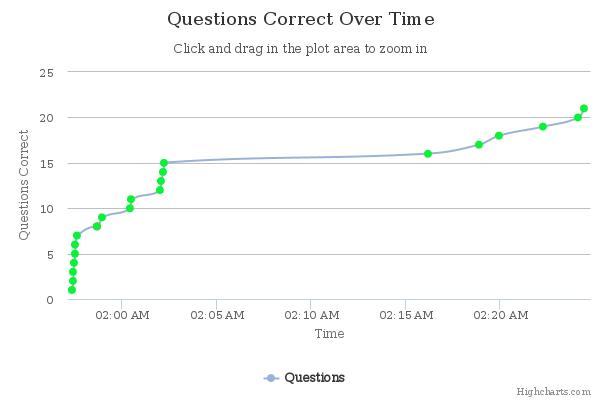 Questions Correct Over Time
Click and drag in the plot area to zoom in
Questions Correct
25
20
15
10
5
0
02:00 AM 02:05 AM 02:10 AM 02:15 AM 02:20 AM
Time
Questions
Highcharts.com